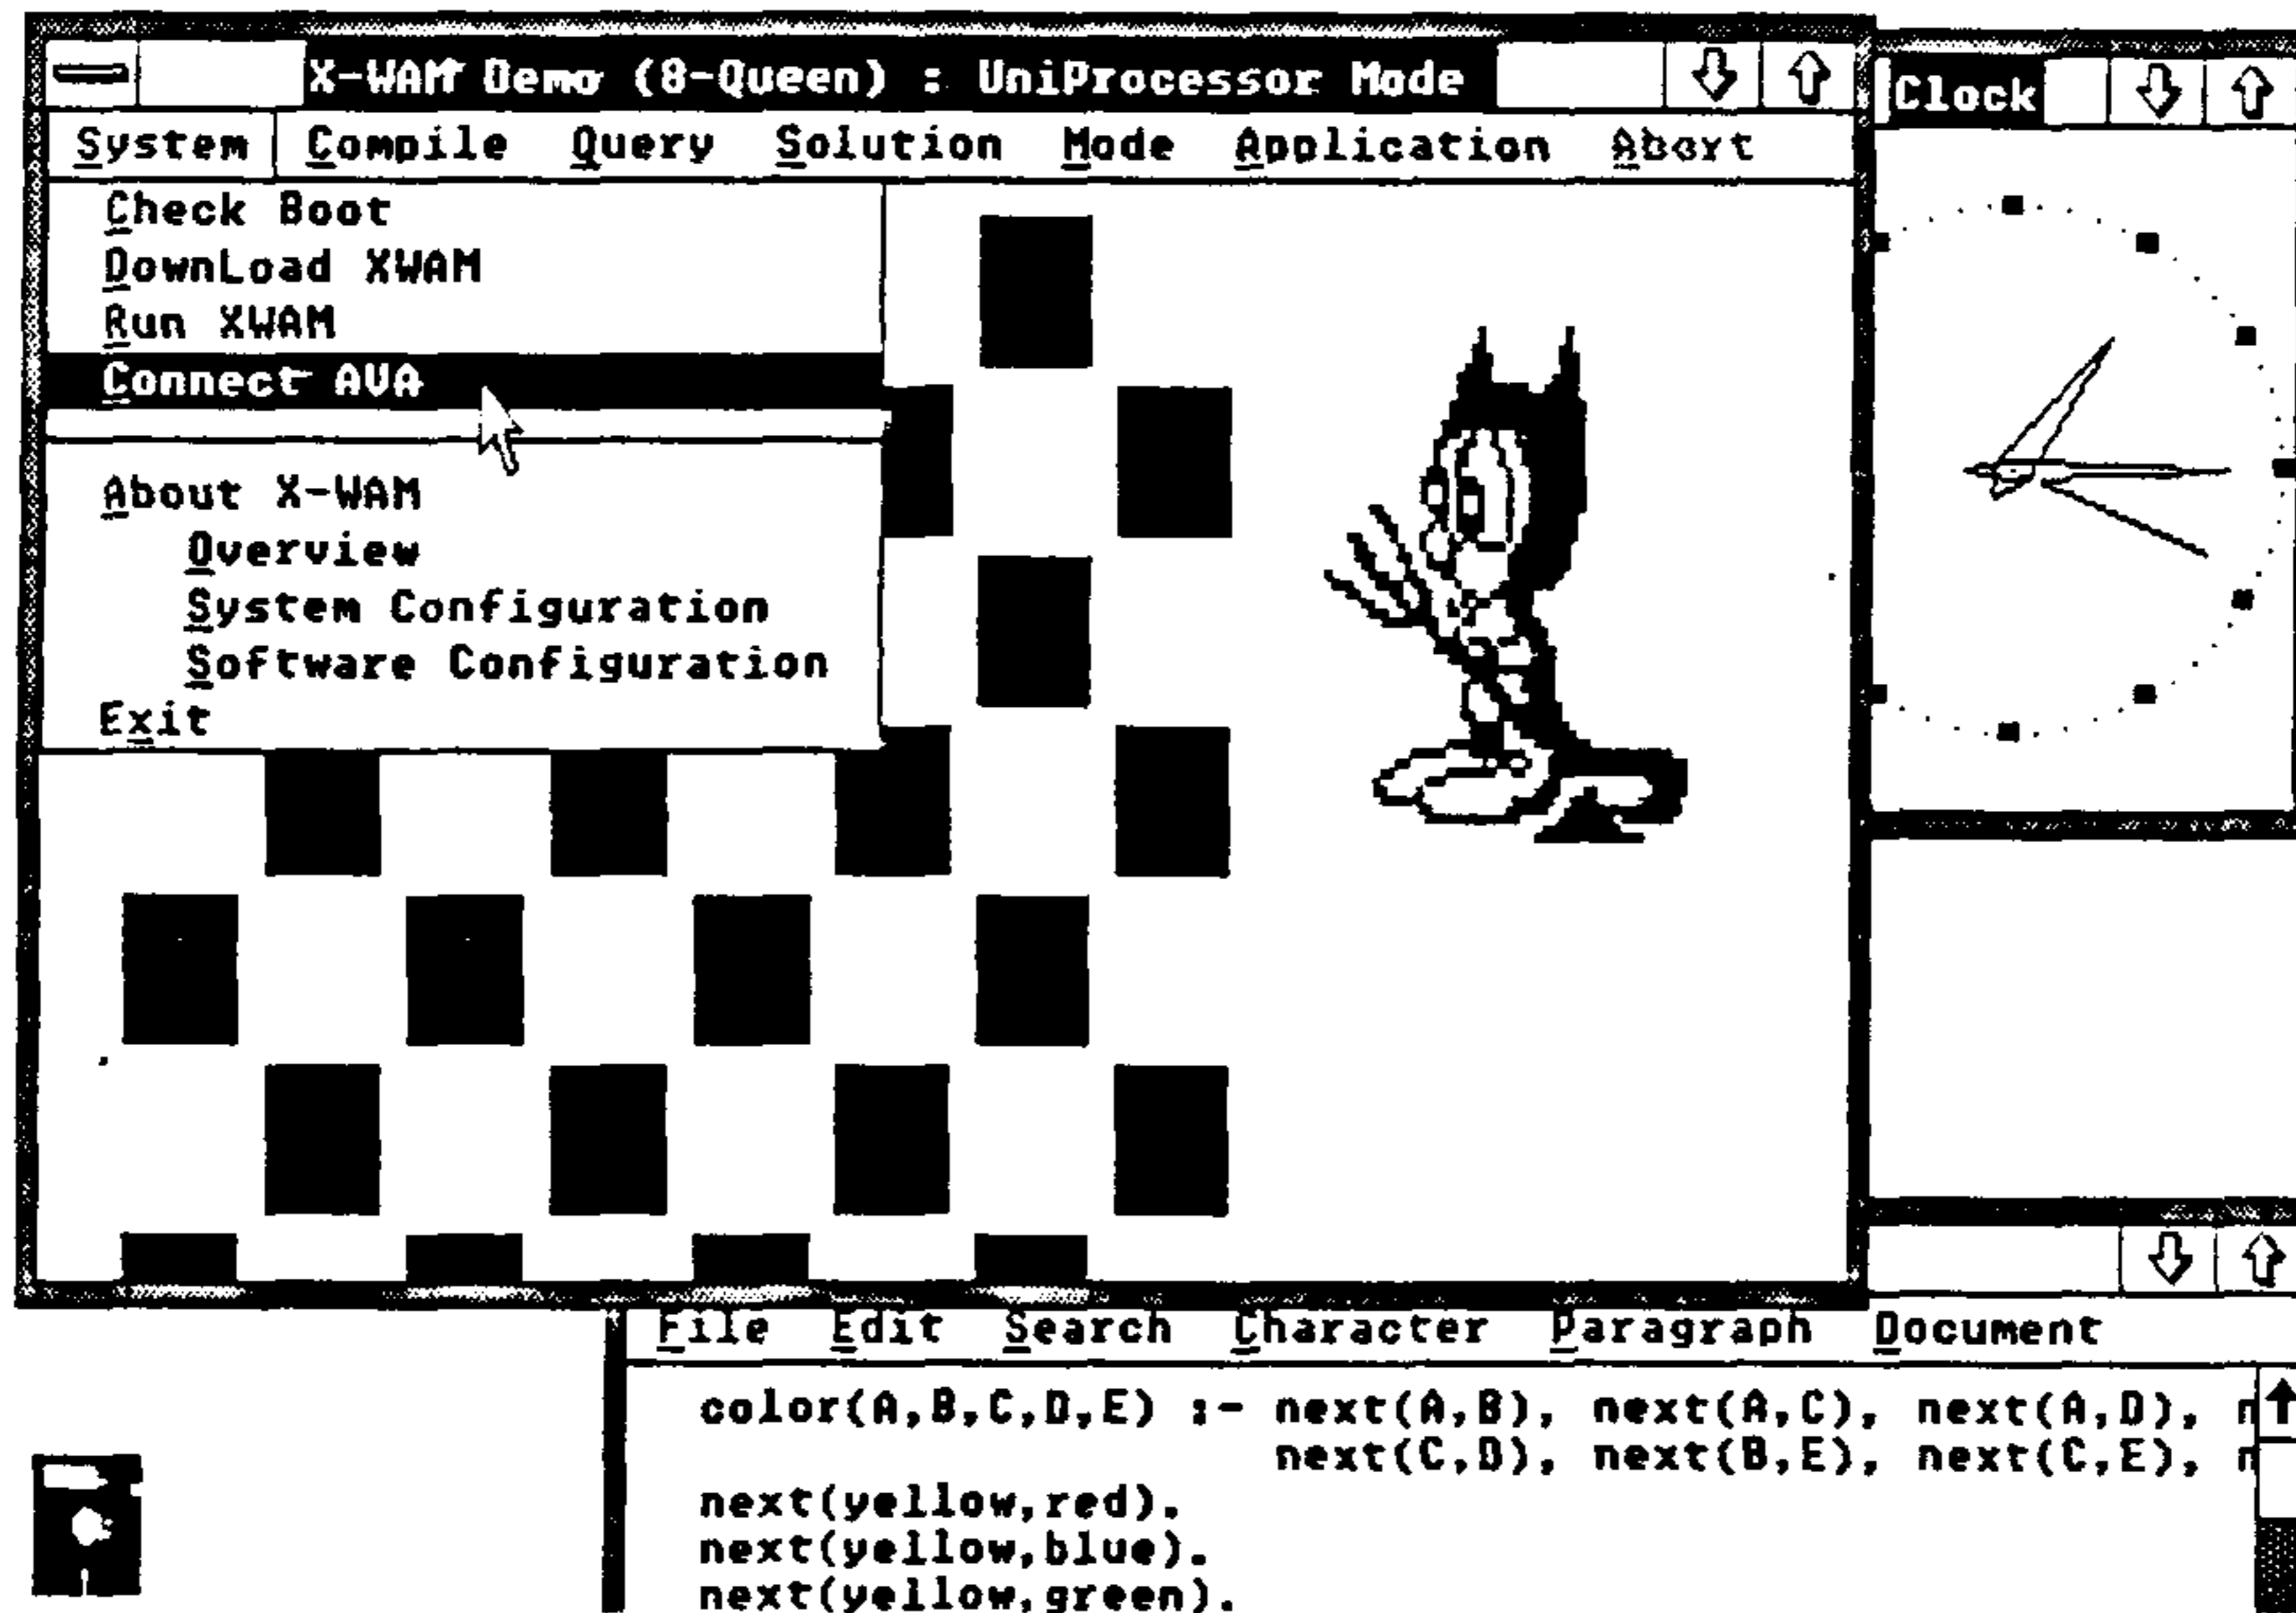 X-WAM Demo (8-Queen) : UniProcessor Mode
Clock
System Compile Query Solution Mode Application Abort
Check Boot
DownLoad XWAM
Run XWAM
Connect AVA
About X-WAM
Overview
System Configuration
Software Configuration
Exit
File Edit Search Character Paragraph Document
color(A,B,C,D,E) :- next(A,B), next(A,C), next(A,D), n
next(C,D), next(B,E), next(C,E), n
next(yellow,red).
next(yellow,blue).
next(yellow,green).